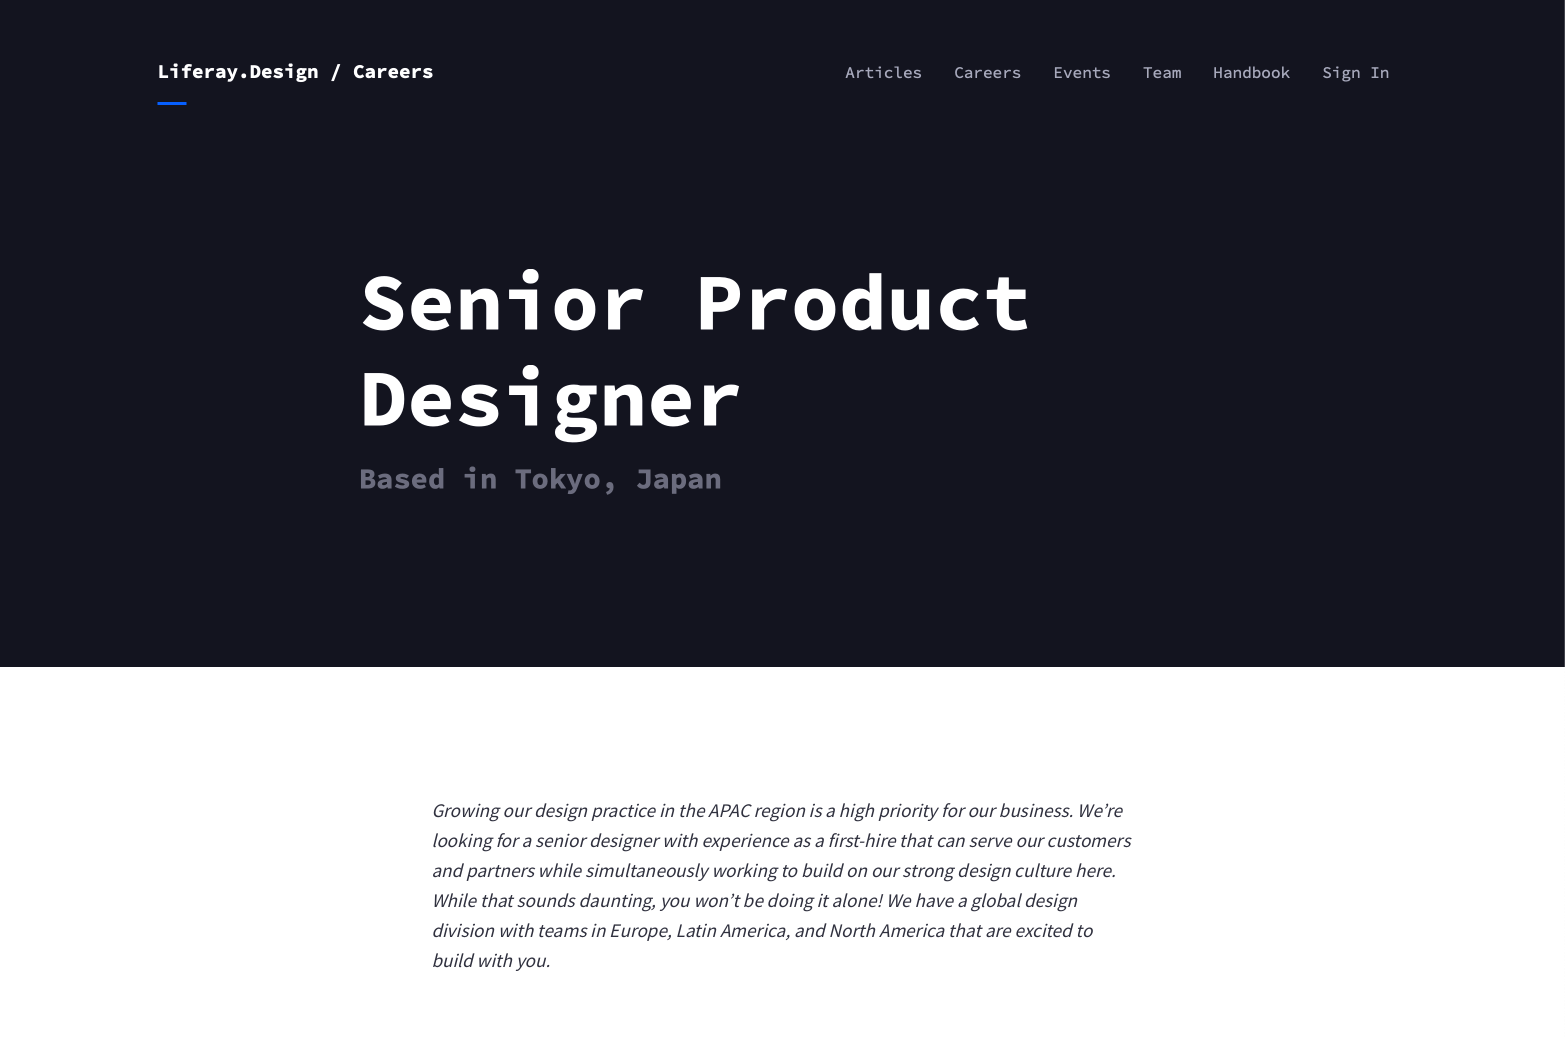 Liferay.Design / Careers
Articles Careers Events Team Handbook Sign In
Senior Product
Designer
Based in Tokyo, Japan
Growing our design practice in the APAC region is a high priority for our business. We’re
looking for a senior designer with experience as a first-hire that can serve our customers
and partners while simultaneously working to build on our strong design culture here.
While that sounds daunting, you won’t be doing it alone! We have a global design
division with teams in Europe, Latin America, and North America that are excited to
build with you.